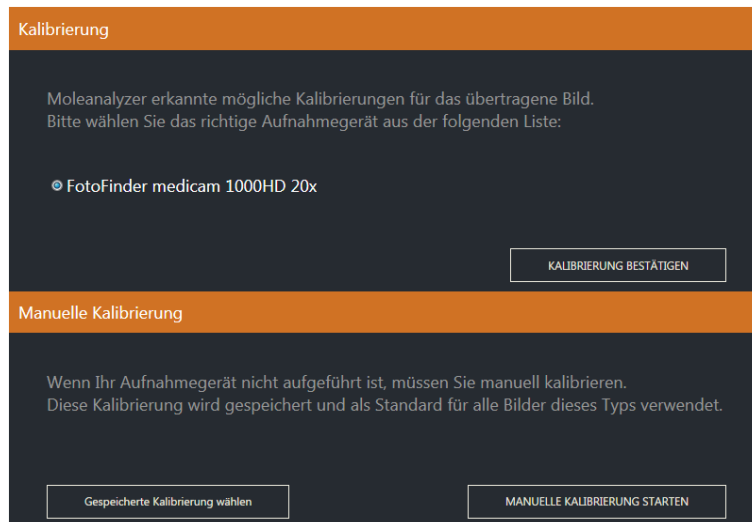 Kalibrierung
Moleanalyzer erkannte mögliche Kalibrierungen für das übertragene Bild.
Bitte wählen Sie das richtige Aufnahmegerät aus der folgenden Liste:
FotoFinder medicam 1000HD 20x
KALIBRIERUNG BESTÄTIGEN
Manuelle Kalibrierung
Wenn Ihr Aufnahmegerät nicht aufgeführt ist, müssen Sie manuell kalibrieren.
Diese Kalibrierung wird gespeichert und als Standard für alle Bilder dieses Typs verwendet.
Gespeicherte Kalibrierung wählen
MANUELLE KALIBRIERUNG STARTEN